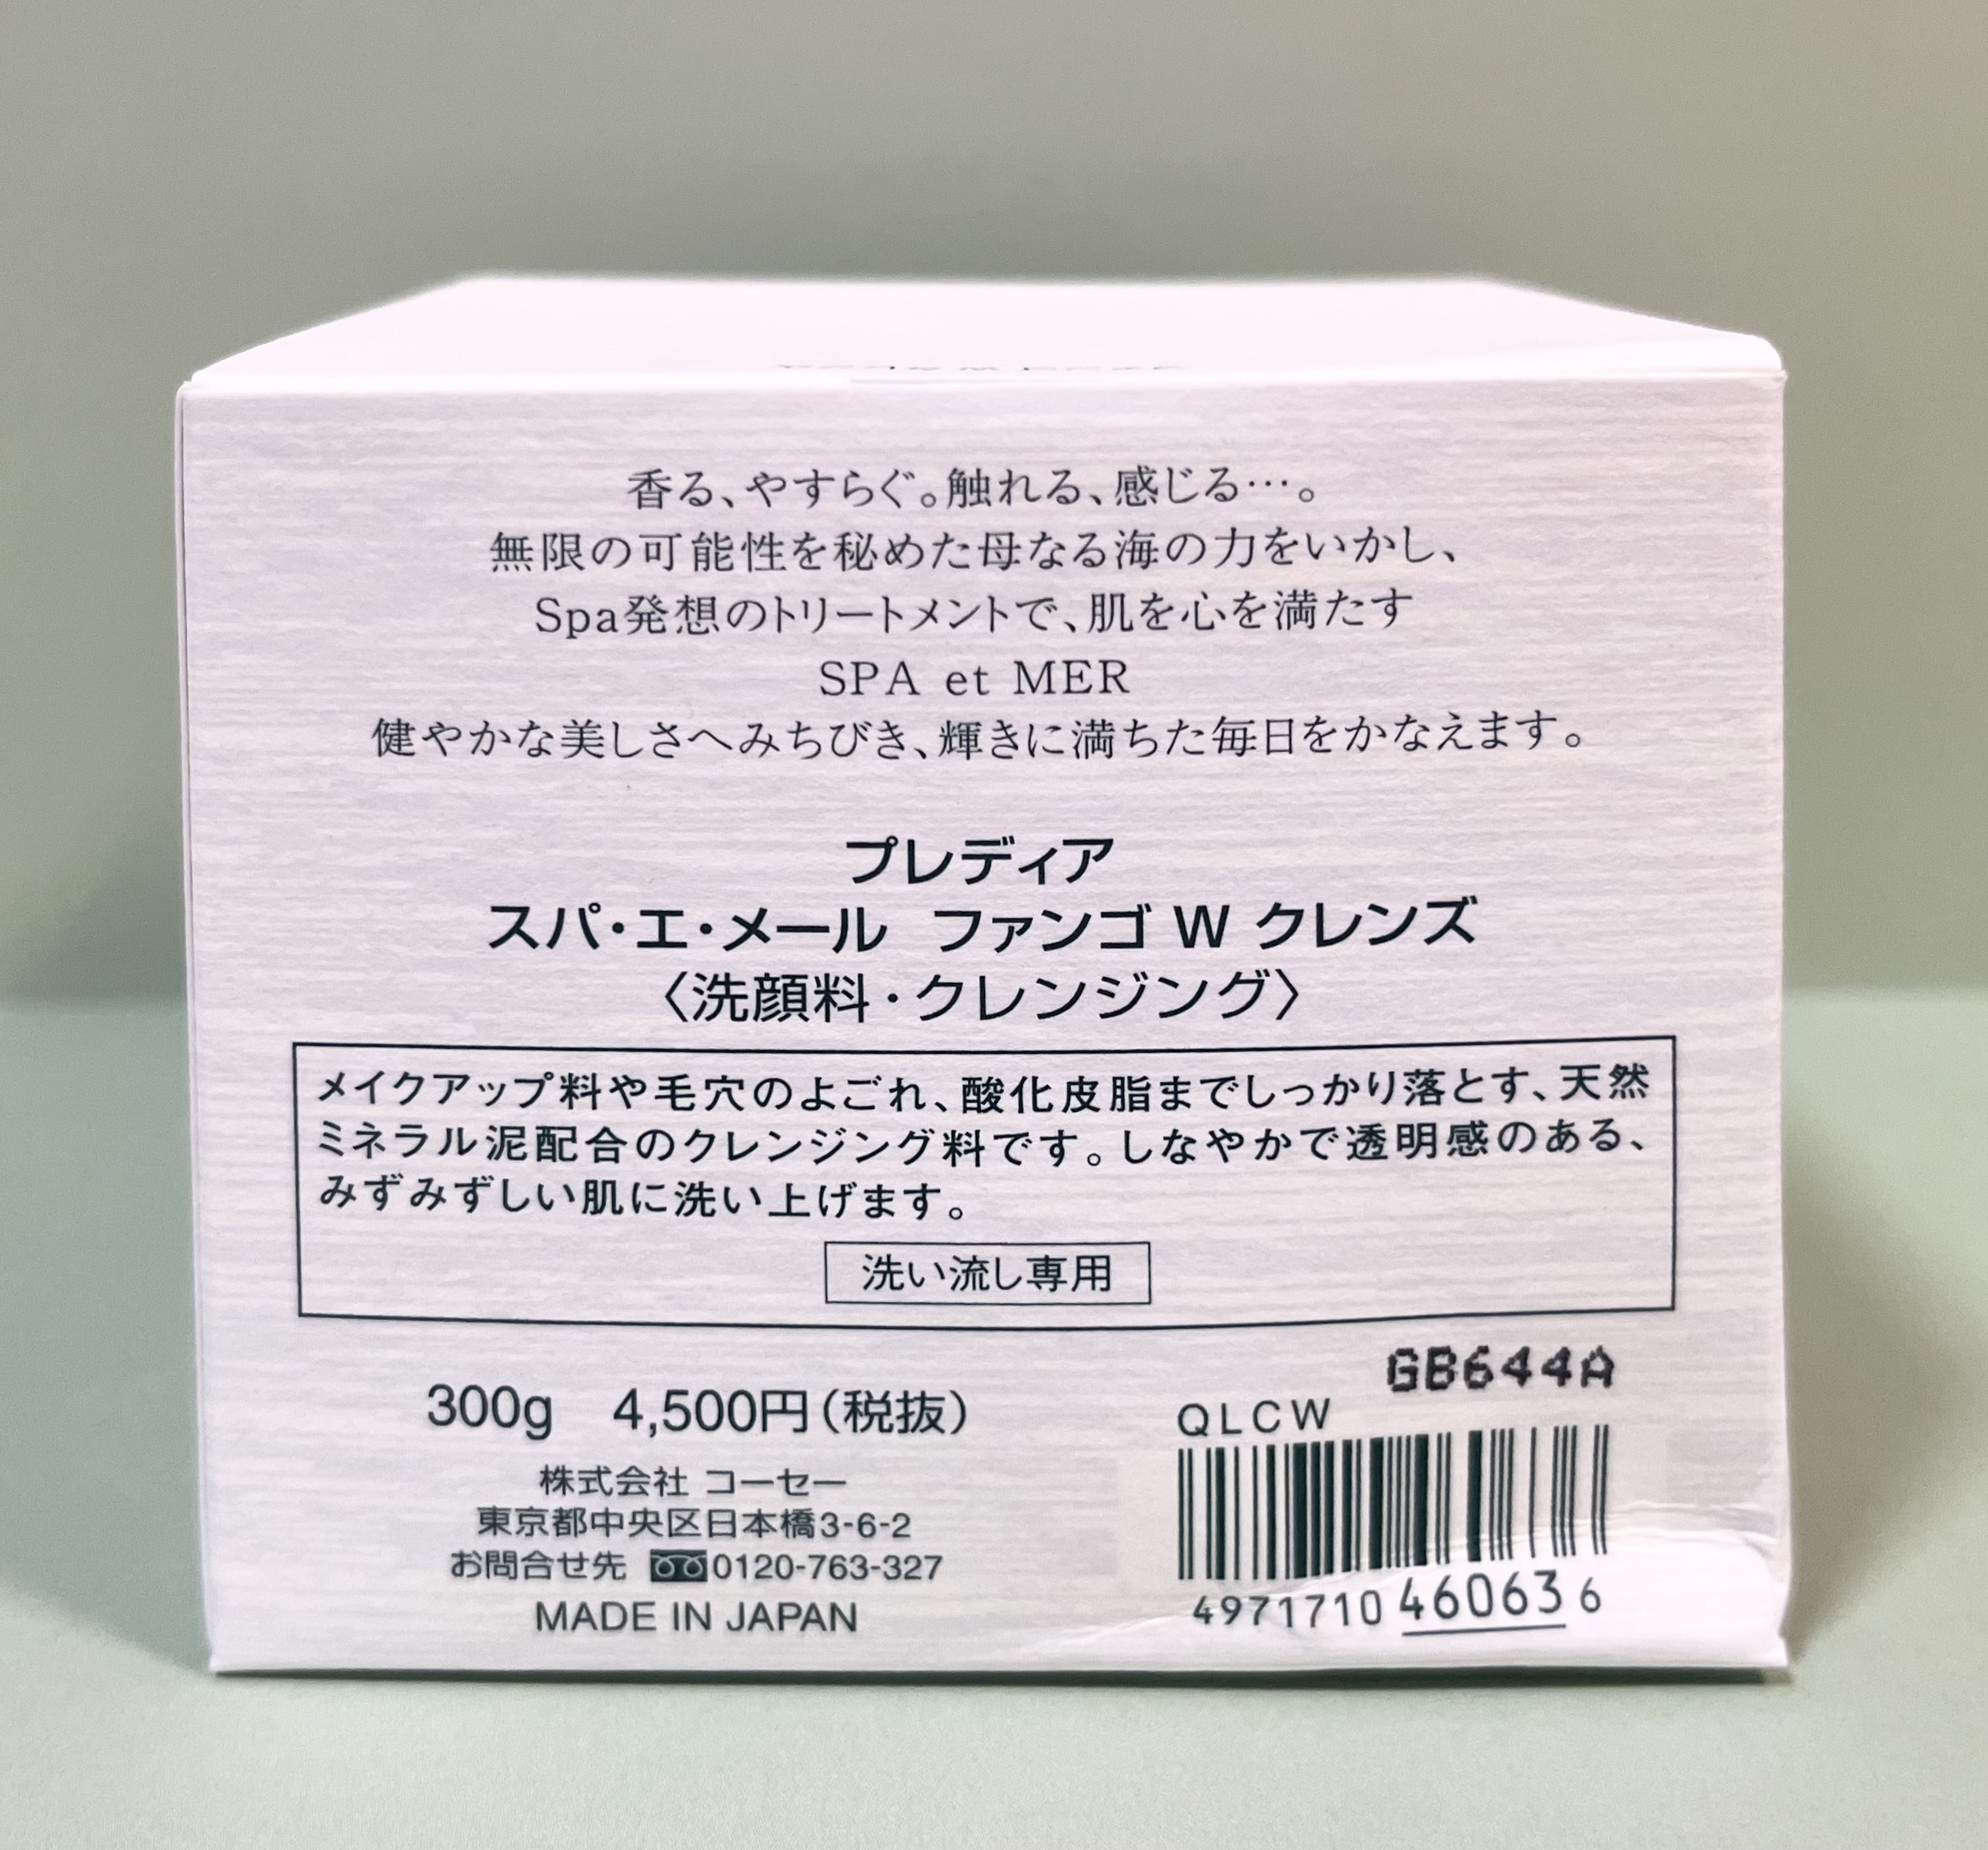 香る、やすらぐ。触れる、感じる…。
無限の可能性を秘めた母なる海の力をいかし、
Spa発想のトリートメントで、肌を心を満たす
SPA et MER
健やかな美しさへみちびき、輝きに満ちた毎日をかなえます。
プレディア
スパ・エ・メール ファンゴ W クレンズ
〈洗顔料・クレンジング〉
メイクアップ料や毛穴のよごれ、酸化皮脂までしっかり落とす、天然
ミネラル泥配合のクレンジング料です。しなやかで透明感のある、
みずみずしい肌に洗い上げます。
洗い流し専用
300g 4,500円（税抜）
株式会社 コーセー
東京都中央区日本橋3-6-2
お問合せ先 0120-763-327
MADE IN JAPAN
GB644A
QLCW
4971710 460636